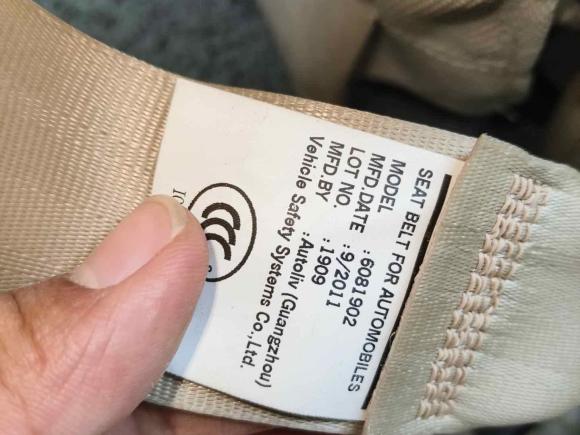 SEAT BELT FOR AUTOMOBILES
MODEL : 6081902
MFD.DATE : 9/2011
LOT NO. : 1909
MFD.BY. : Autoliv (Guangzhou)
Vehicle Safety Systems Co.,Ltd.
CCC